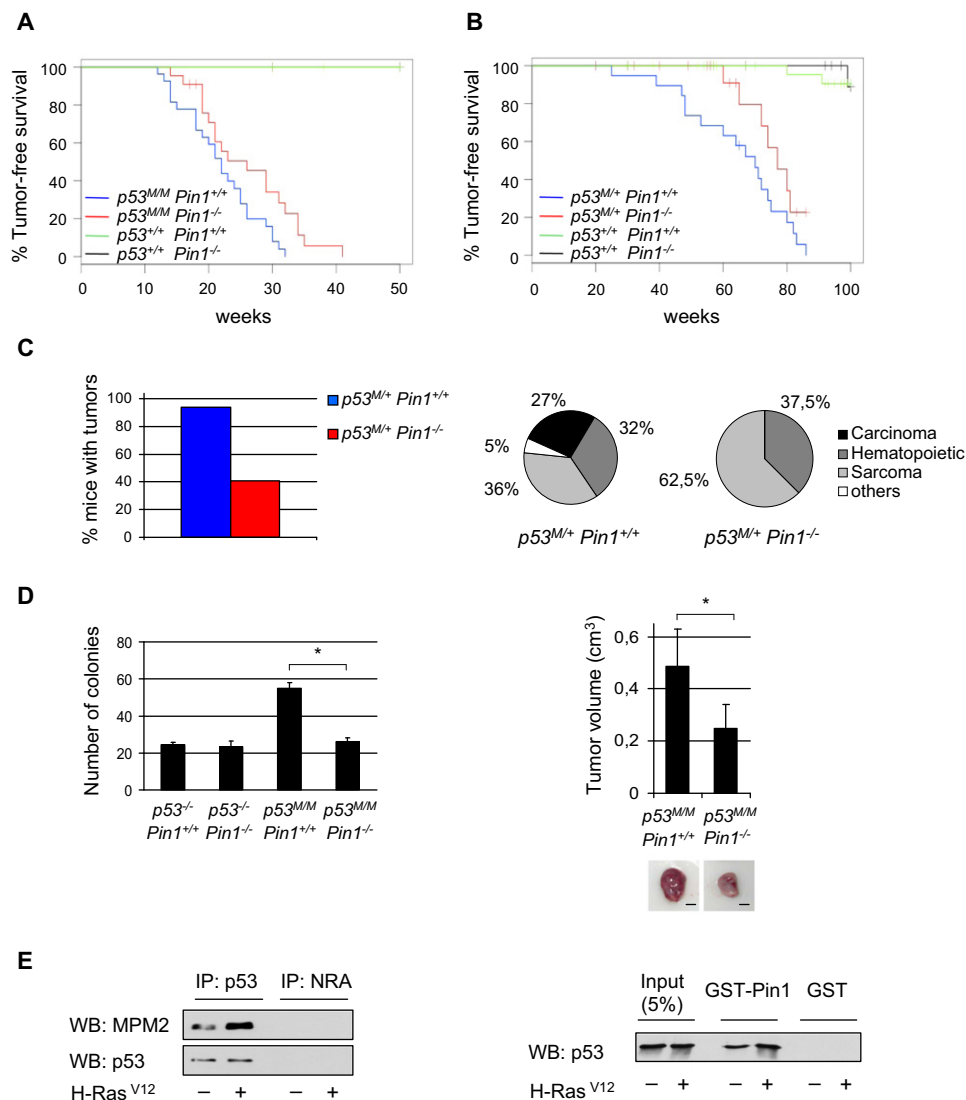 A
% Tumor-free survival
100
80
60
40
20
0
p53M/M Pin1+/+
p53M/M Pin1-/-
p53+/+ Pin1+/+
p53+/+ Pin1-/-
0 10 20 30 40 50
weeks
B
% Tumor-free survival
100
80
60
40
20
0
p53M/+ Pin1+/+
p53M/+ Pin1-/-
p53+/+ Pin1+/+
p53+/+ Pin1-/-
0 20 40 60 80 100
weeks
C
% mice with tumors
100
80
60
40
20
0
p53M/+ Pin1+/+
p53M/+ Pin1-/-
27%
32%
5%
36%
p53M/+ Pin1+/+
37,5%
62,5%
p53M/+ Pin1-/-
Carcinoma
Hematopoietic
Sarcoma
others
D
Number of colonies
80
60
40
20
0
*
p53-/- p53-/- p53M/M p53M/M
Pin1+/+ Pin1-/- Pin1+/+ Pin1-/-
Tumor volume (cm3)
0,6
0,4
0,2
0
*
p53M/M p53M/M
Pin1+/+ Pin1-/-
E
IP: p53 IP: NRA
WB: MPM2
WB: p53
H-Ras V12 – + – +
Input (5%) GST-Pin1 GST
WB: p53
H-Ras V12 – + – + – +